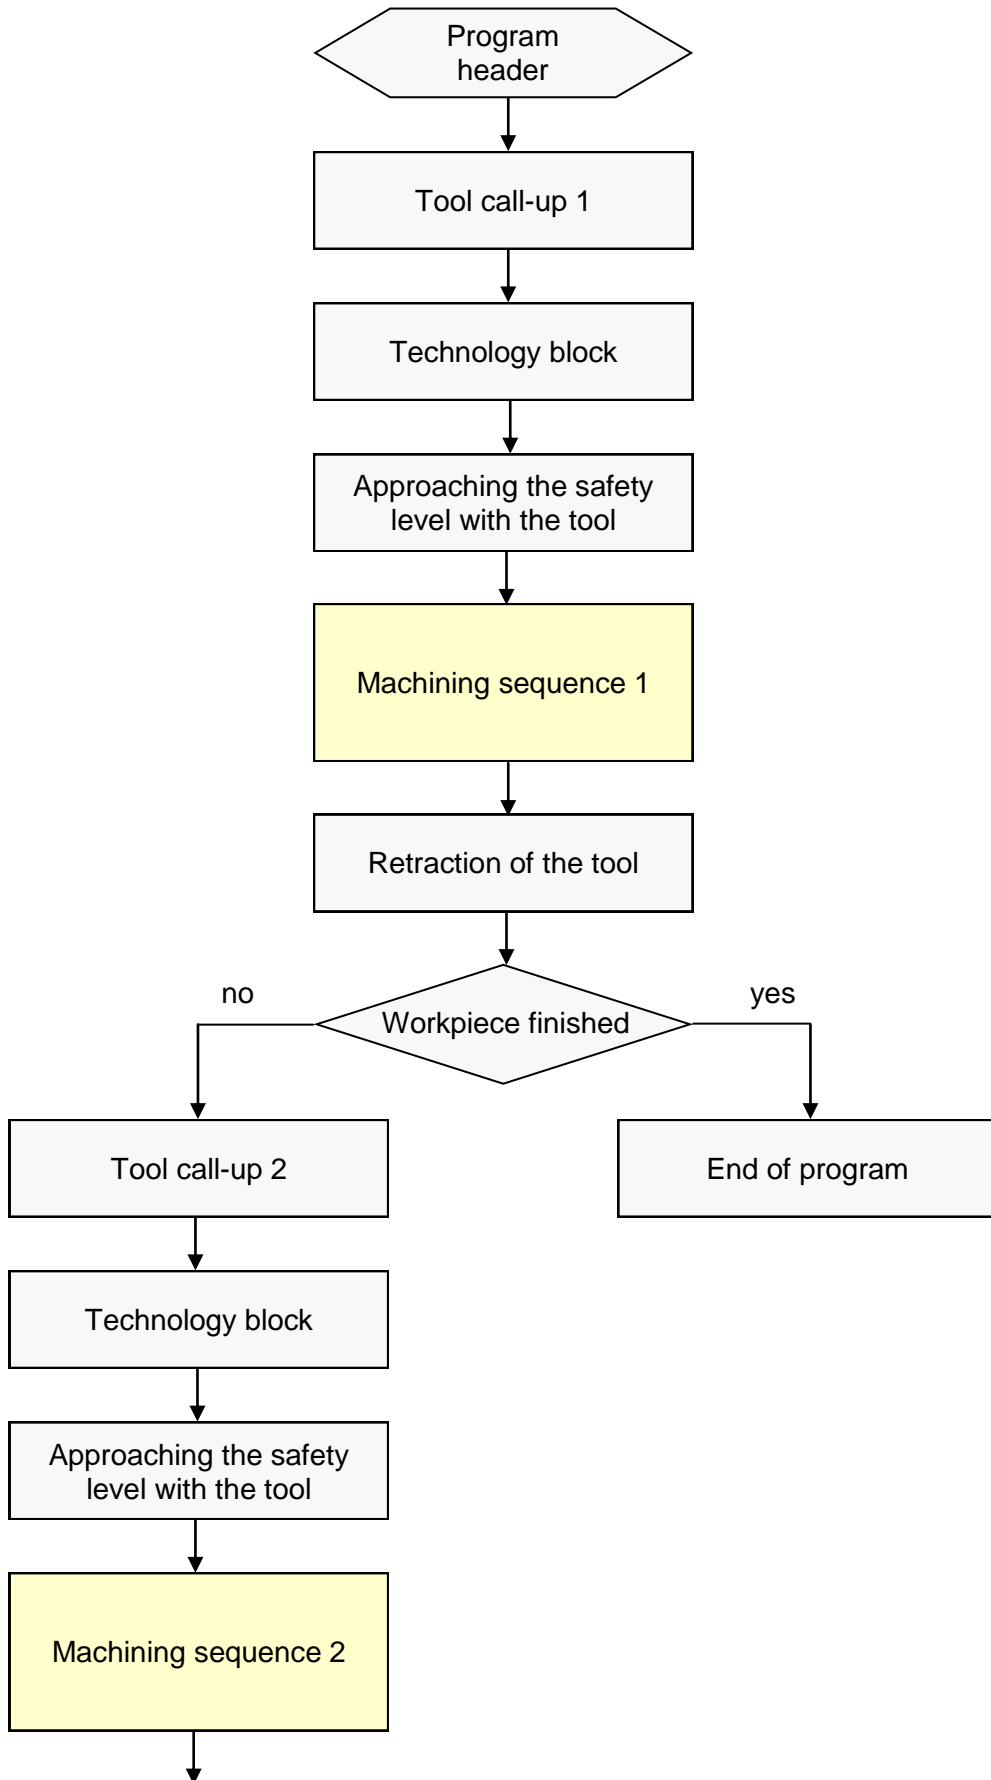 Program
header
Tool call-up 1
Technology block
Approaching the safety
level with the tool
Machining sequence 1
Retraction of the tool
no
yes
Workpiece finished
Tool call-up 2
End of program
Technology block
Approaching the safety
level with the tool
Machining sequence 2